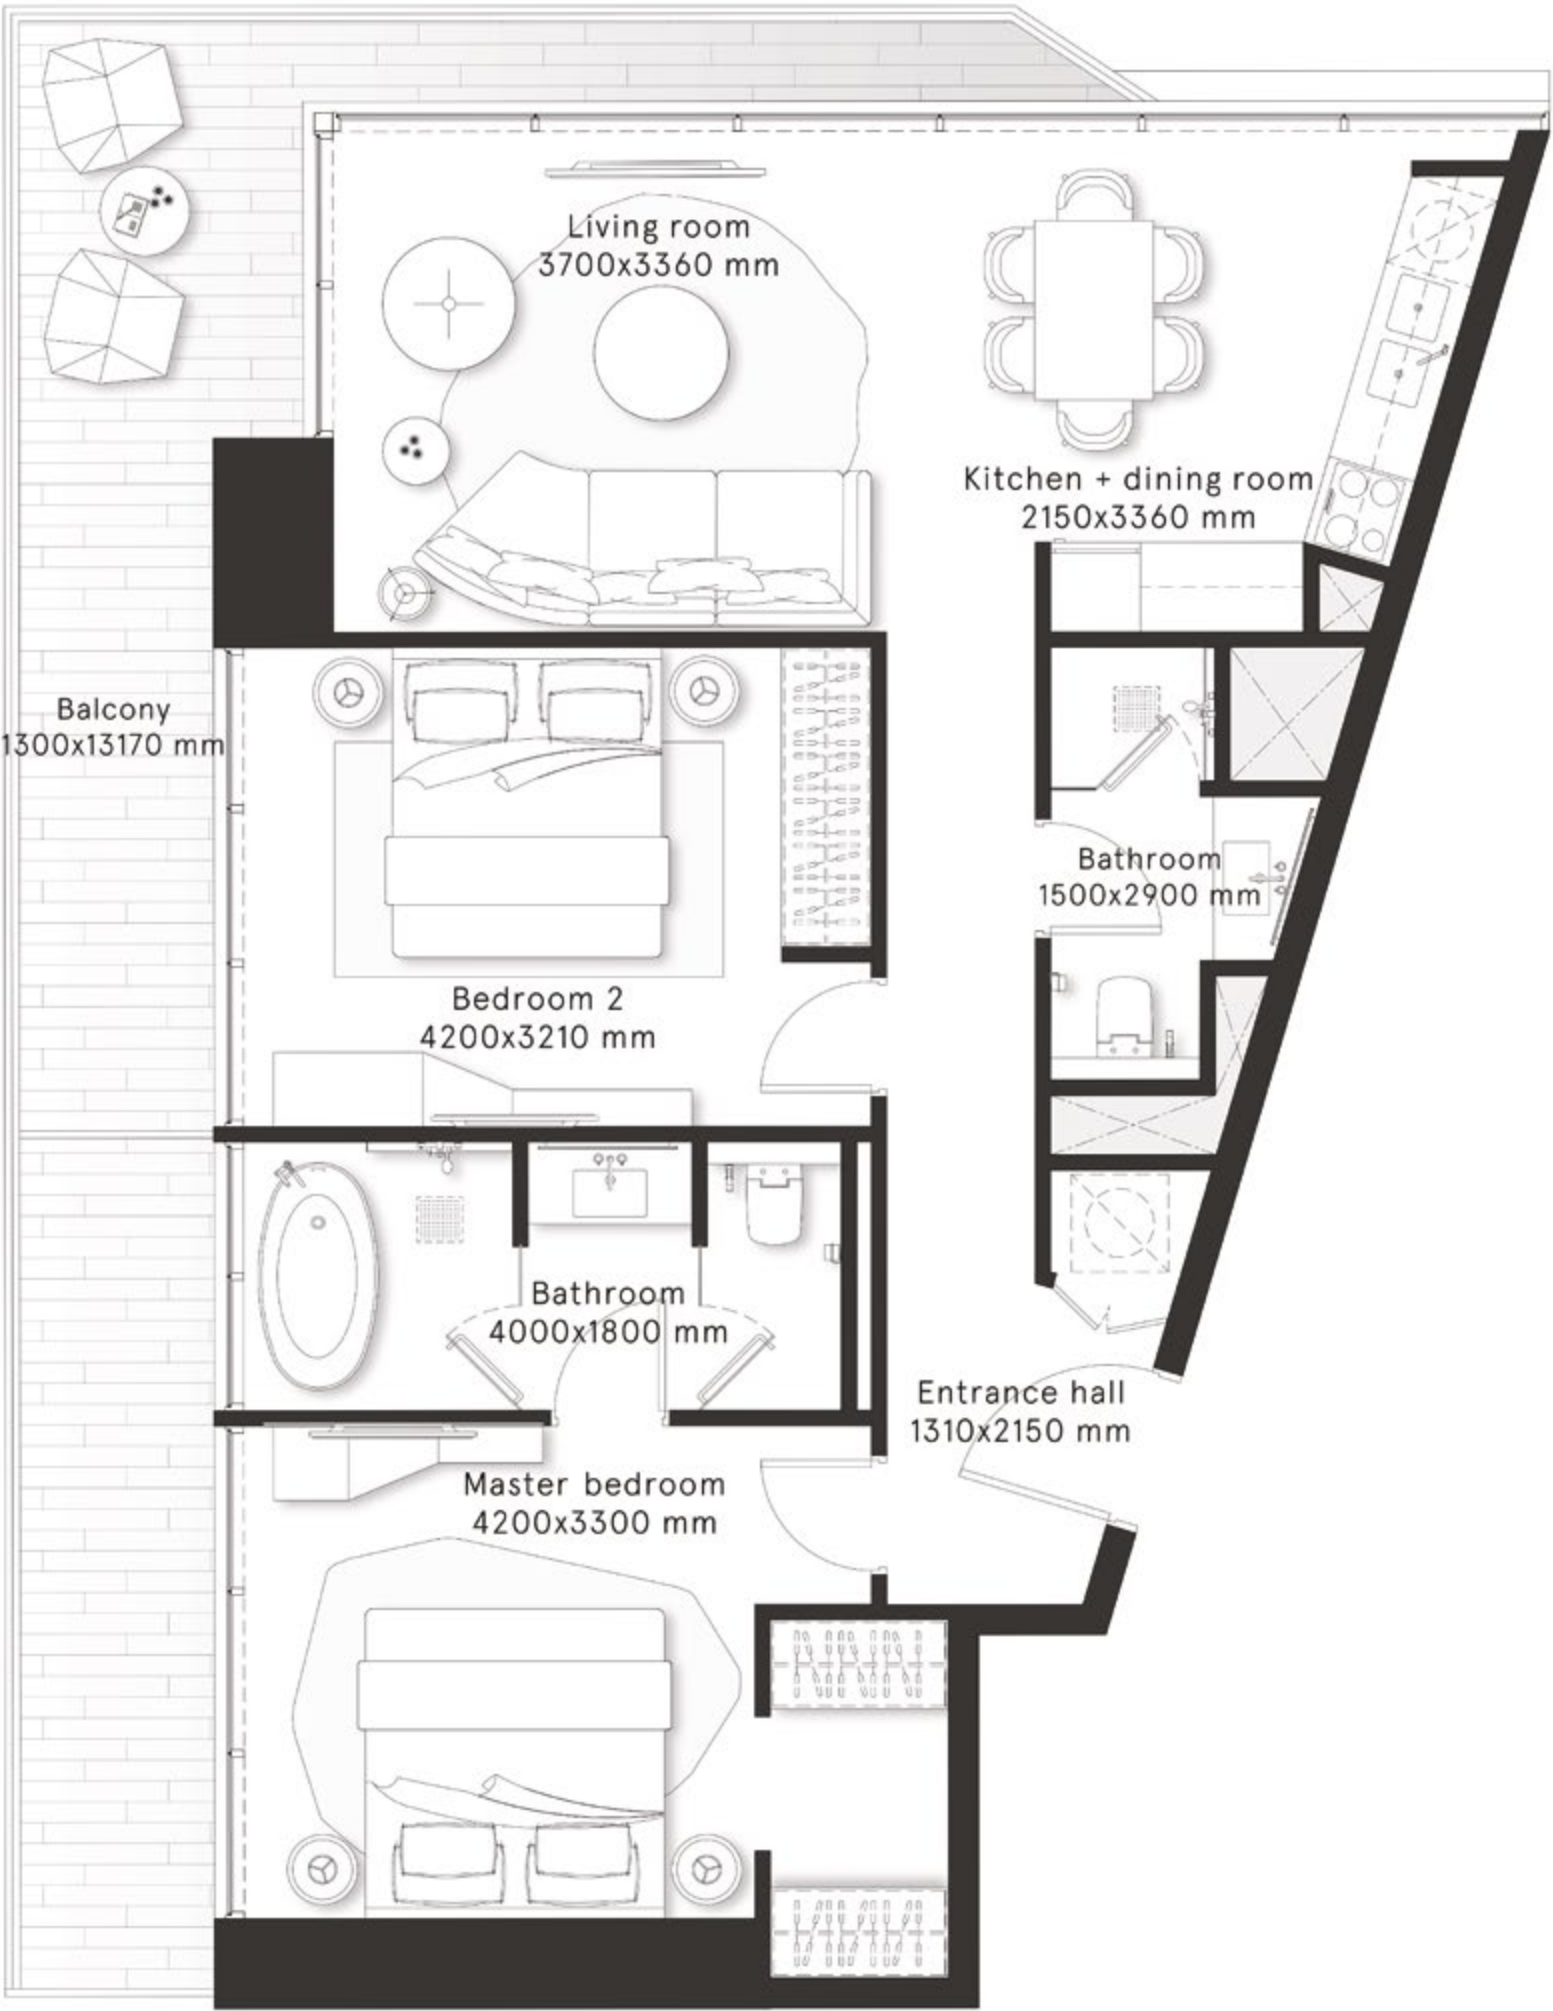 Living room
3700x3360 mm
Kitchen + dining room
2150x3360 mm
Balcony
1300x13170 mm
Bathroom
1500x2900 mm
Bedroom 2
4200x3210 mm
Bathroom
4000x1800 mm
Entrance hall
1310x2150 mm
Master bedroom
4200x3300 mm